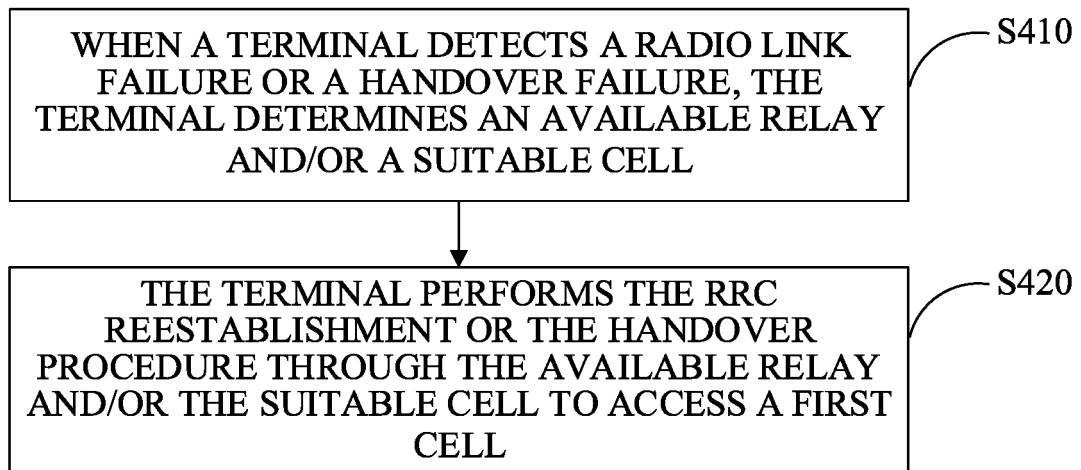 WHEN A TERMINAL DETECTS A RADIO LINK
FAILURE OR A HANDOVER FAILURE, THE
TERMINAL DETERMINES AN AVAILABLE RELAY
AND/OR A SUITABLE CELL
S410
THE TERMINAL PERFORMS THE RRC
REESTABLISHMENT OR THE HANDOVER
PROCEDURE THROUGH THE AVAILABLE RELAY
AND/OR THE SUITABLE CELL TO ACCESS A FIRST
CELL
S420